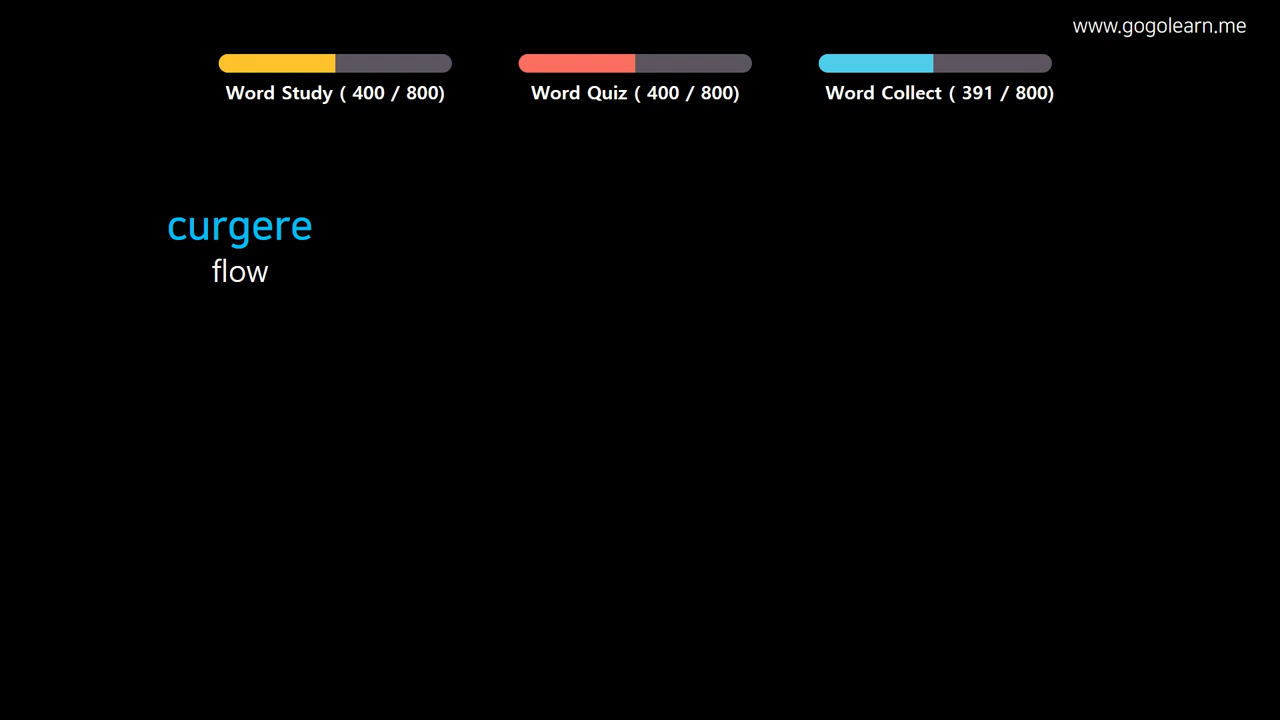 www.gogolearn.me
Word Study ( 400 / 800)
Word Quiz ( 400 / 800)
Word Collect ( 391 / 800)
curgere
flow